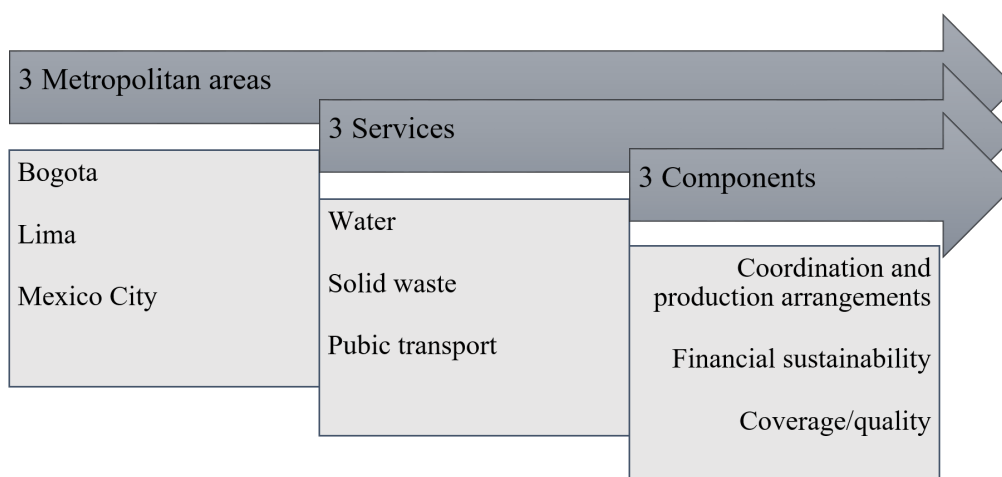 3 Metropolitan areas
Bogota
Lima
Mexico City
3 Services
Water
Solid waste
Pubic transport
3 Components
Coordination and
production arrangements
Financial sustainability
Coverage/quality